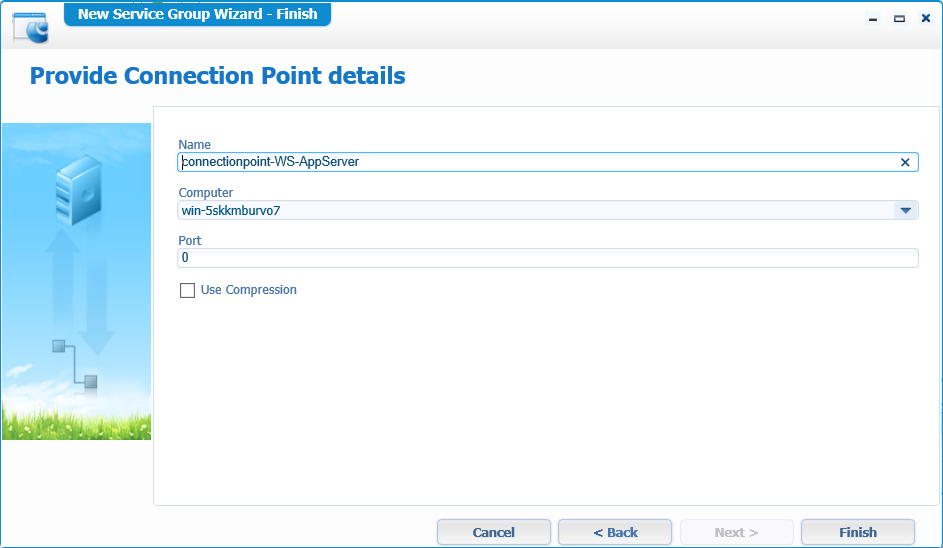 New Service Group Wizard - Finish
Provide Connection Point details
Name
connectionpoint-WS-AppServer
Computer
win-5skkmburvo7
Port
0
Use Compression
Cancel
< Back
Next >
Finish